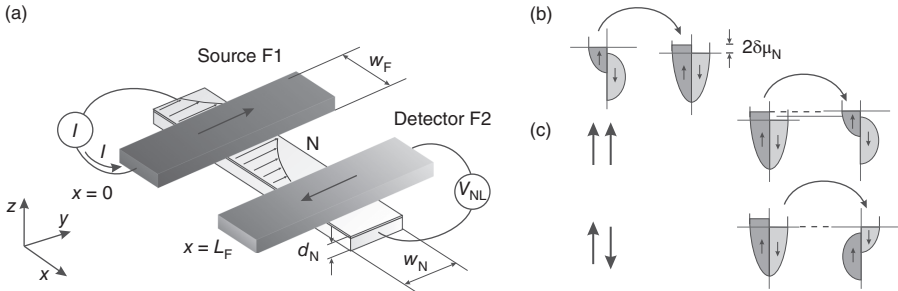 (a)
Source F1
w_F
I
I
N
Detector F2
V_NL
x = 0
z
y
x
x = L_F
d_N
w_N
(b)
2δμ_N
(c)